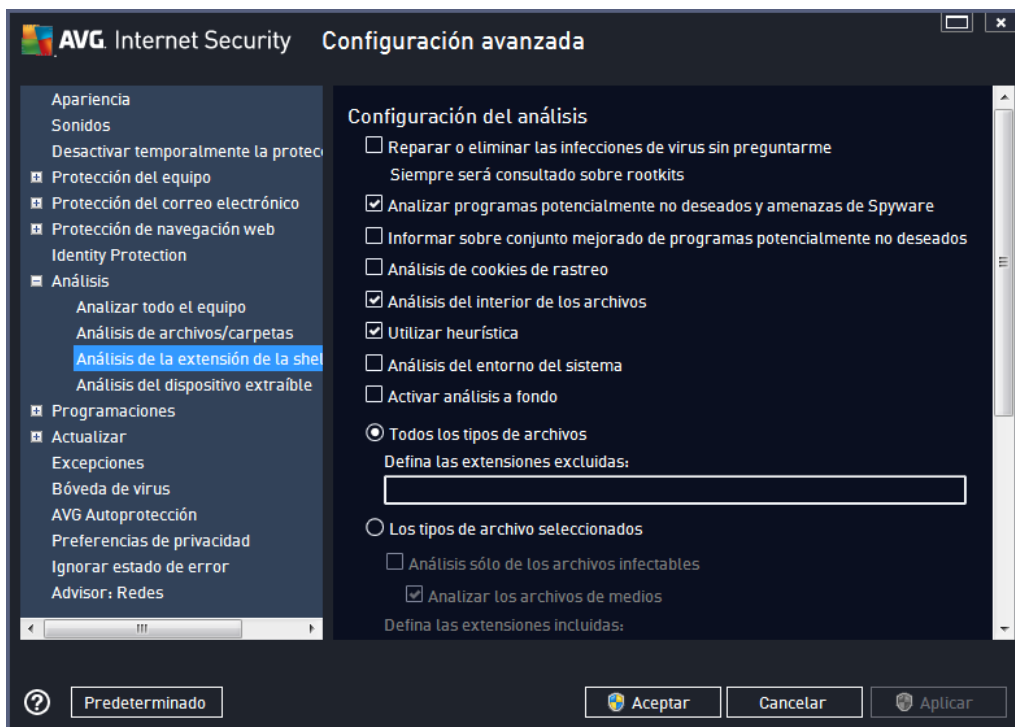 AVG. Internet Security Configuración avanzada
Apariencia
Sonidos
Desactivar temporalmente la protec
Protección del equipo
Protección del correo electrónico
Protección de navegación web
Identity Protection
Análisis
Analizar todo el equipo
Análisis de archivos/carpetas
Análisis de la extensión de la shel
Análisis del dispositivo extraíble
Programaciones
Actualizar
Excepciones
Bóveda de virus
AVG Autoprotección
Preferencias de privacidad
Ignorar estado de error
Advisor: Redes
Configuración del análisis
Reparar o eliminar las infecciones de virus sin preguntarme
Siempre será consultado sobre rootkits
Analizar programas potencialmente no deseados y amenazas de Spyware
Informar sobre conjunto mejorado de programas potencialmente no deseados
Análisis de cookies de rastreo
Análisis del interior de los archivos
Utilizar heurística
Análisis del entorno del sistema
Activar análisis a fondo
Todos los tipos de archivos
Defina las extensiones excluidas:
Los tipos de archivo seleccionados
Análisis sólo de los archivos infectables
Analizar los archivos de medios
Defina las extensiones incluidas:
? Predeterminado Aceptar Cancelar Aplicar